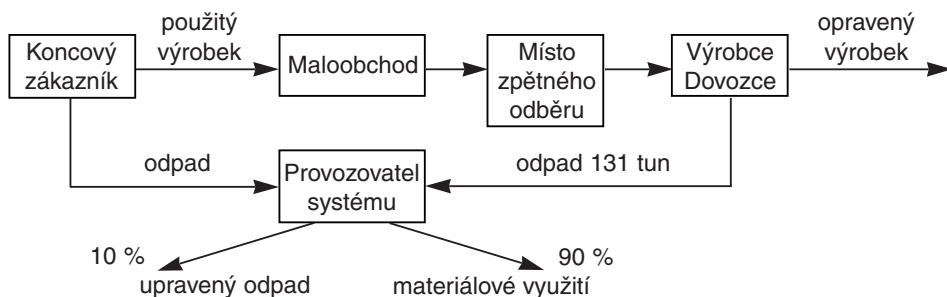 Koncový
zákazník
použitý
výrobek
Maloobchod
Místo
zpětného
odběru
Výrobce
Dovozce
opravený
výrobek
odpad
Provozovatel
systému
odpad 131 tun
10 %
upravený odpad
90 %
materiálové využití